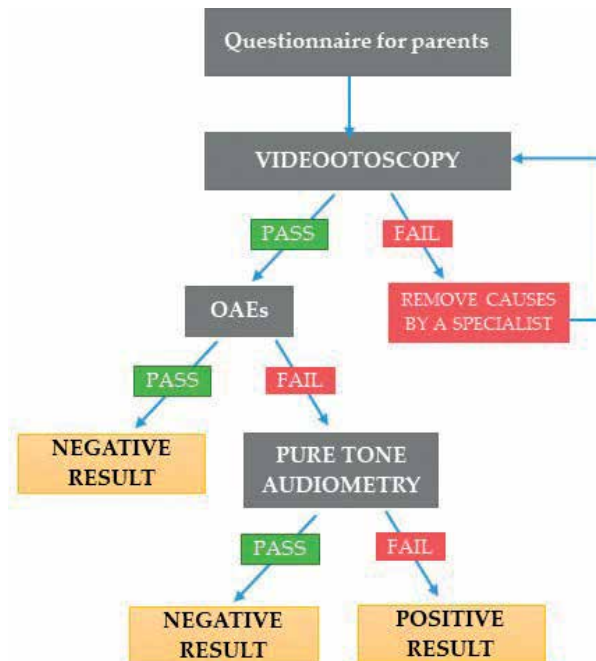 Questionnaire for parents
VIDEOOTOSCOPY
PASS
FAIL
OAEs
REMOVE CAUSES
BY A SPECIALIST
PASS
FAIL
NEGATIVE
RESULT
PURE TONE
AUDIOMETRY
PASS
FAIL
NEGATIVE
RESULT
POSITIVE
RESULT